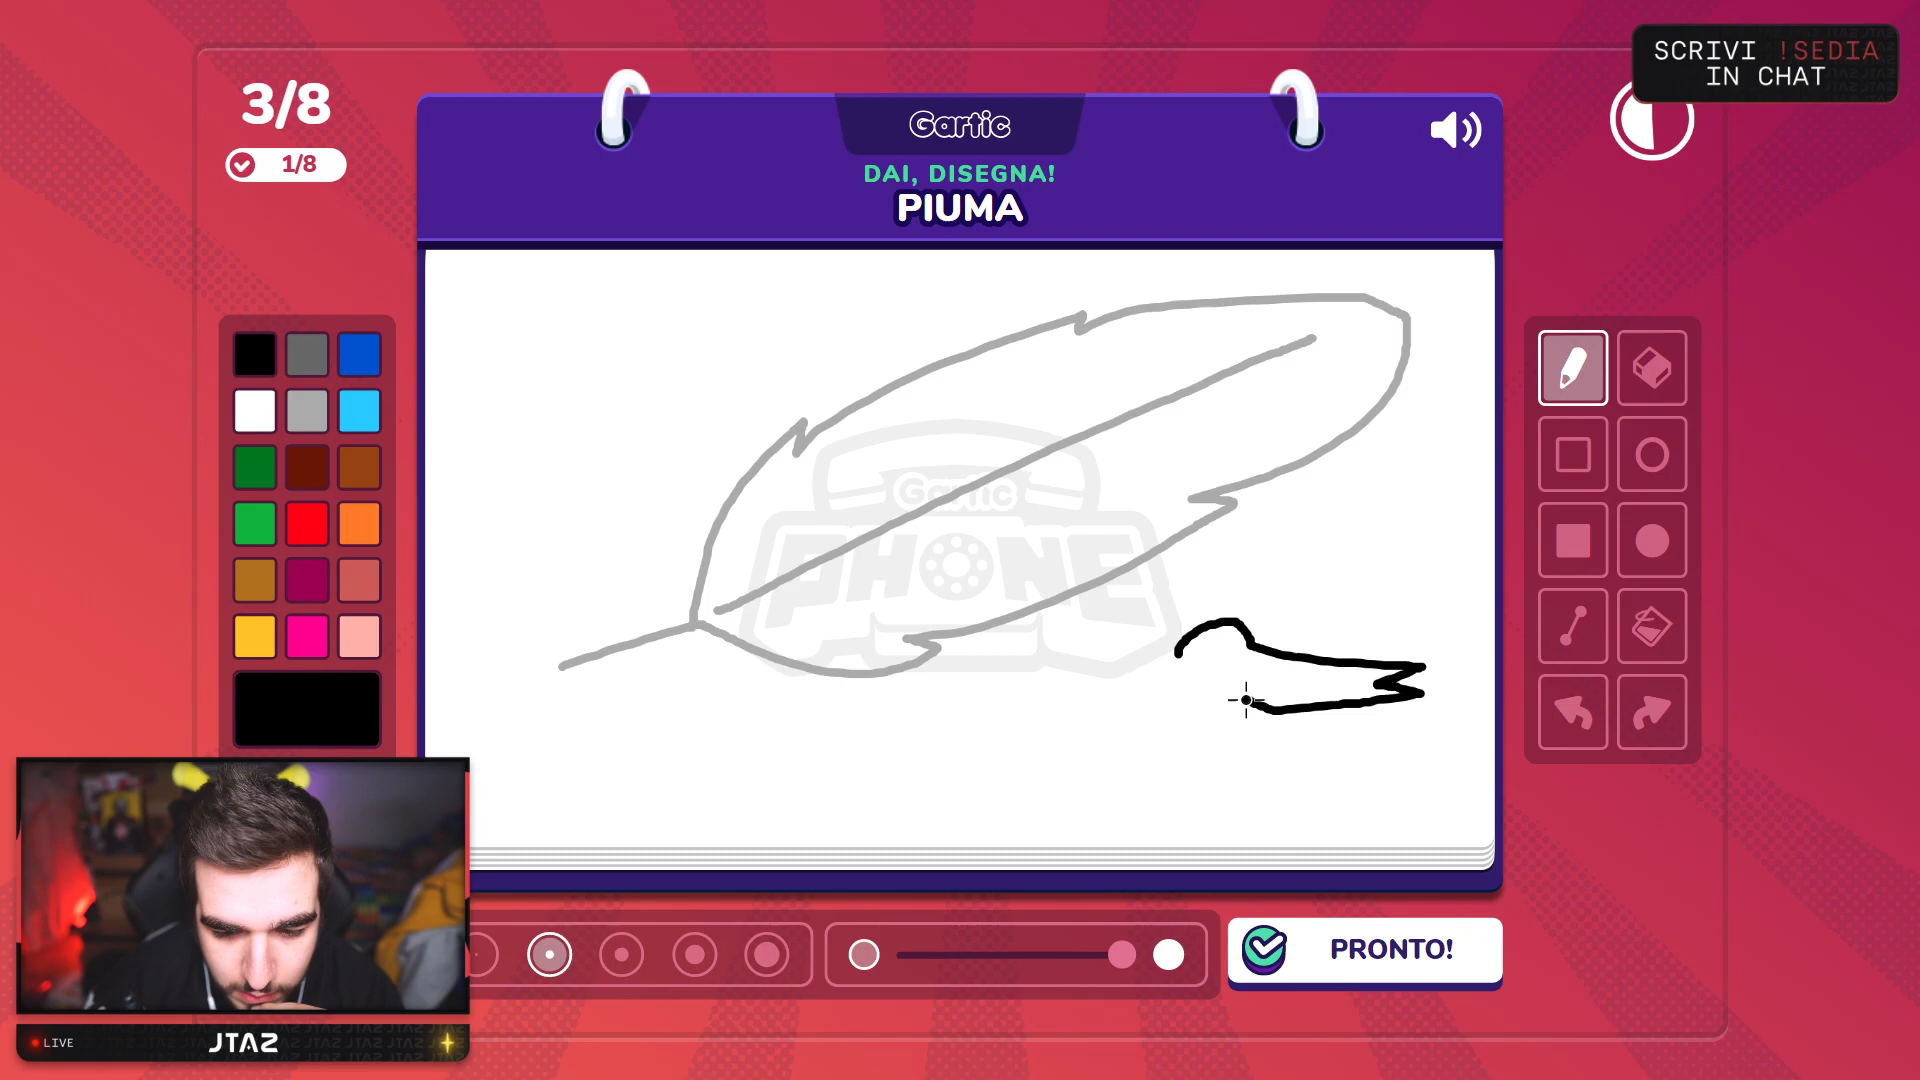 SCRIVI !SEDIA
IN CHAT
3/8
1/8
Gartic
DAI, DISEGNA!
PIUMA
Gartic
PHONE
PRONTO!
LIVE
JTAZ